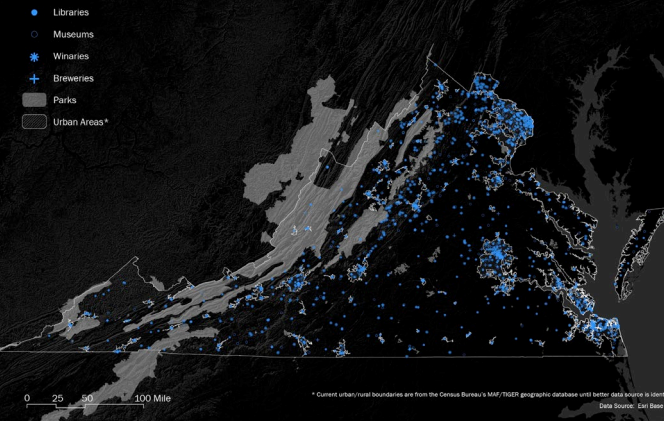 Libraries
Museums
Winaries
Breweries
Parks
Urban Areas*
0 25 50 100 Mile
* Current urban/rural boundaries are from the Census Bureau's MAF/TIGER geographic database until better data source is ident
Data Source: Esri Base